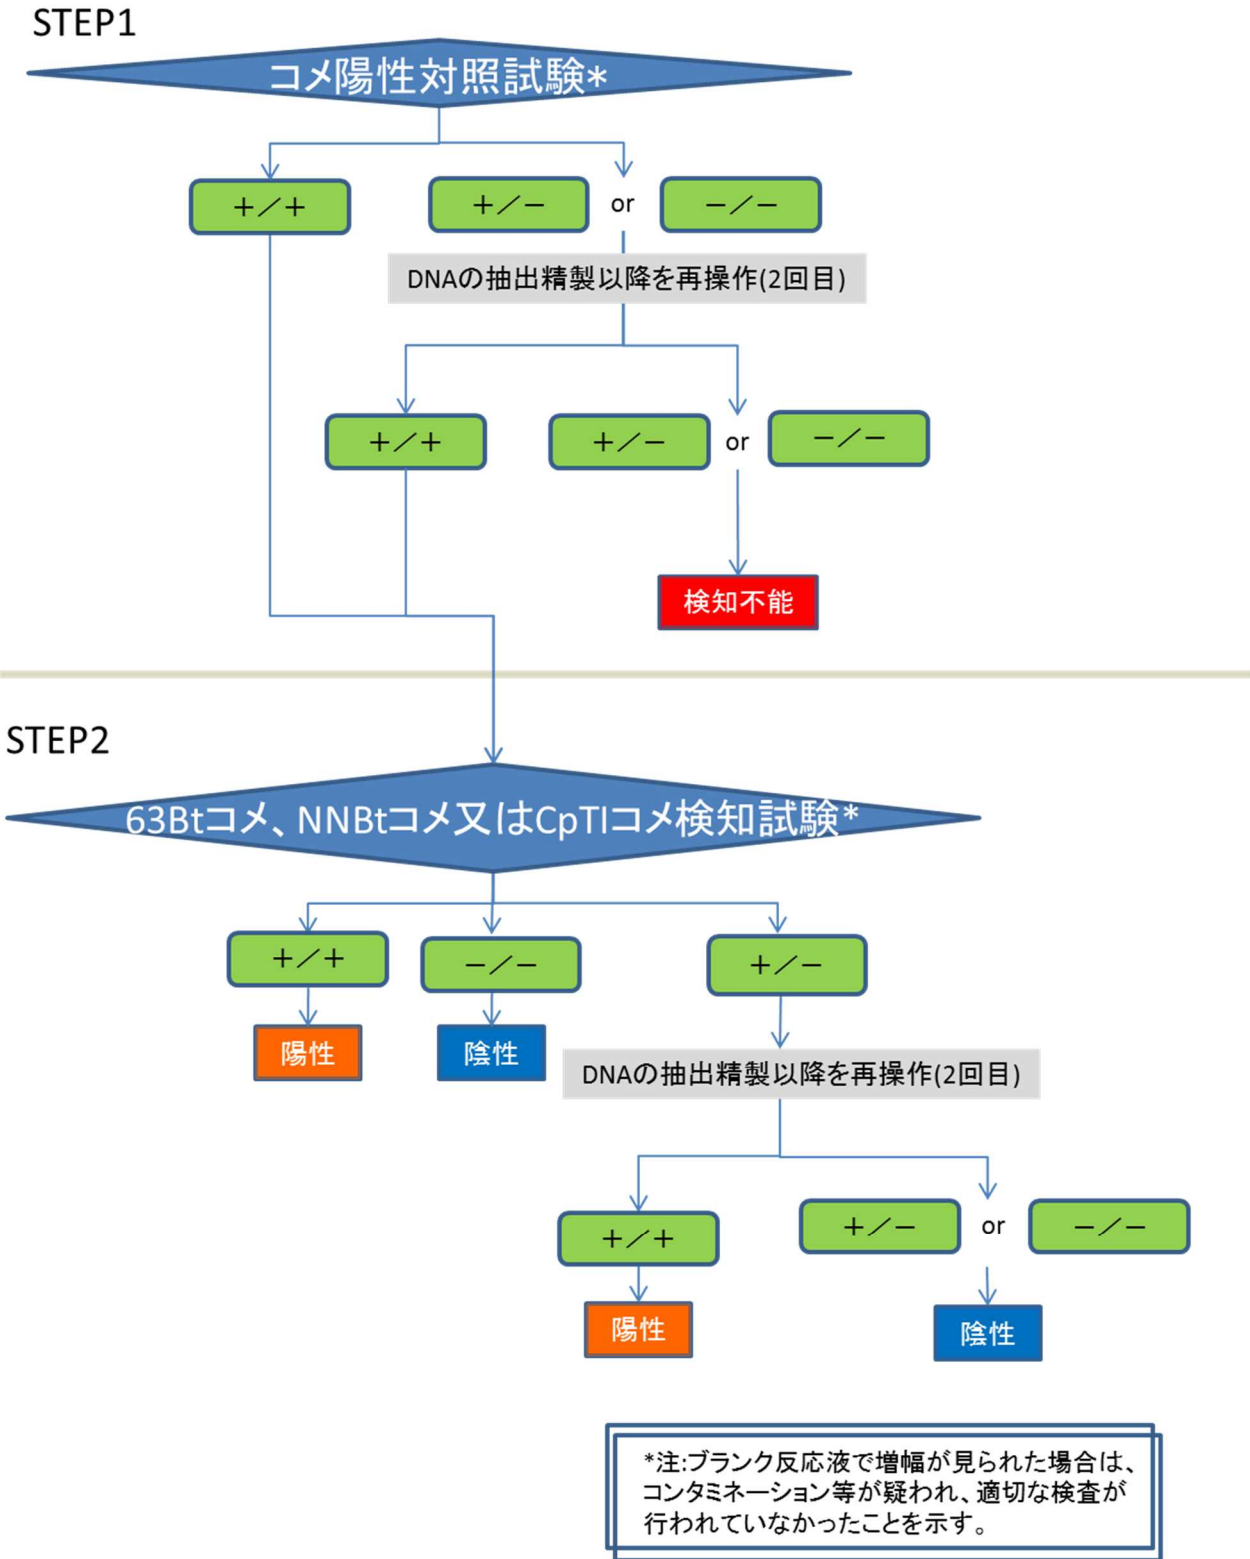 STEP1
コメ陽性対照試験*
+/+
+/−
or
−/−
DNAの抽出精製以降を再操作(2回目)
+/+
+/−
or
−/−
検知不能
STEP2
63Btコメ、NNBtコメ又はCpTIコメ検知試験*
+/+
−/−
+/−
陽性
陰性
DNAの抽出精製以降を再操作(2回目)
+/+
+/−
or
−/−
陽性
陰性
*注:ブランク反応液で増幅が見られた場合は、
コンタミネーション等が疑われ、適切な検査が
行われていなかったことを示す。